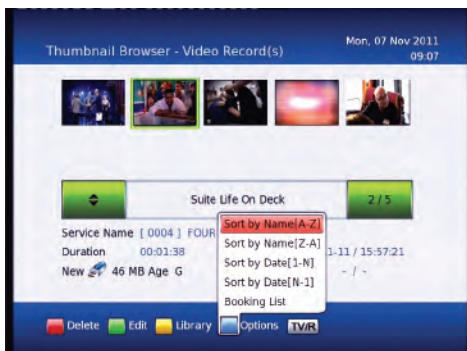 Thumbnail Browser - Video Record(s)
Mon, 07 Nov 2011
09:07
Suite Life On Deck
2 / 5
Service Name [ 0004 ] FOUR
Sort by Name[A-Z]
Duration 00:01:38
Sort by Name[Z-A]
1-11 / 15:57:21
New 46 MB Age G
Sort by Date[1-N]
- / -
Sort by Date[N-1]
Booking List
Delete Edit Library Options TV/R